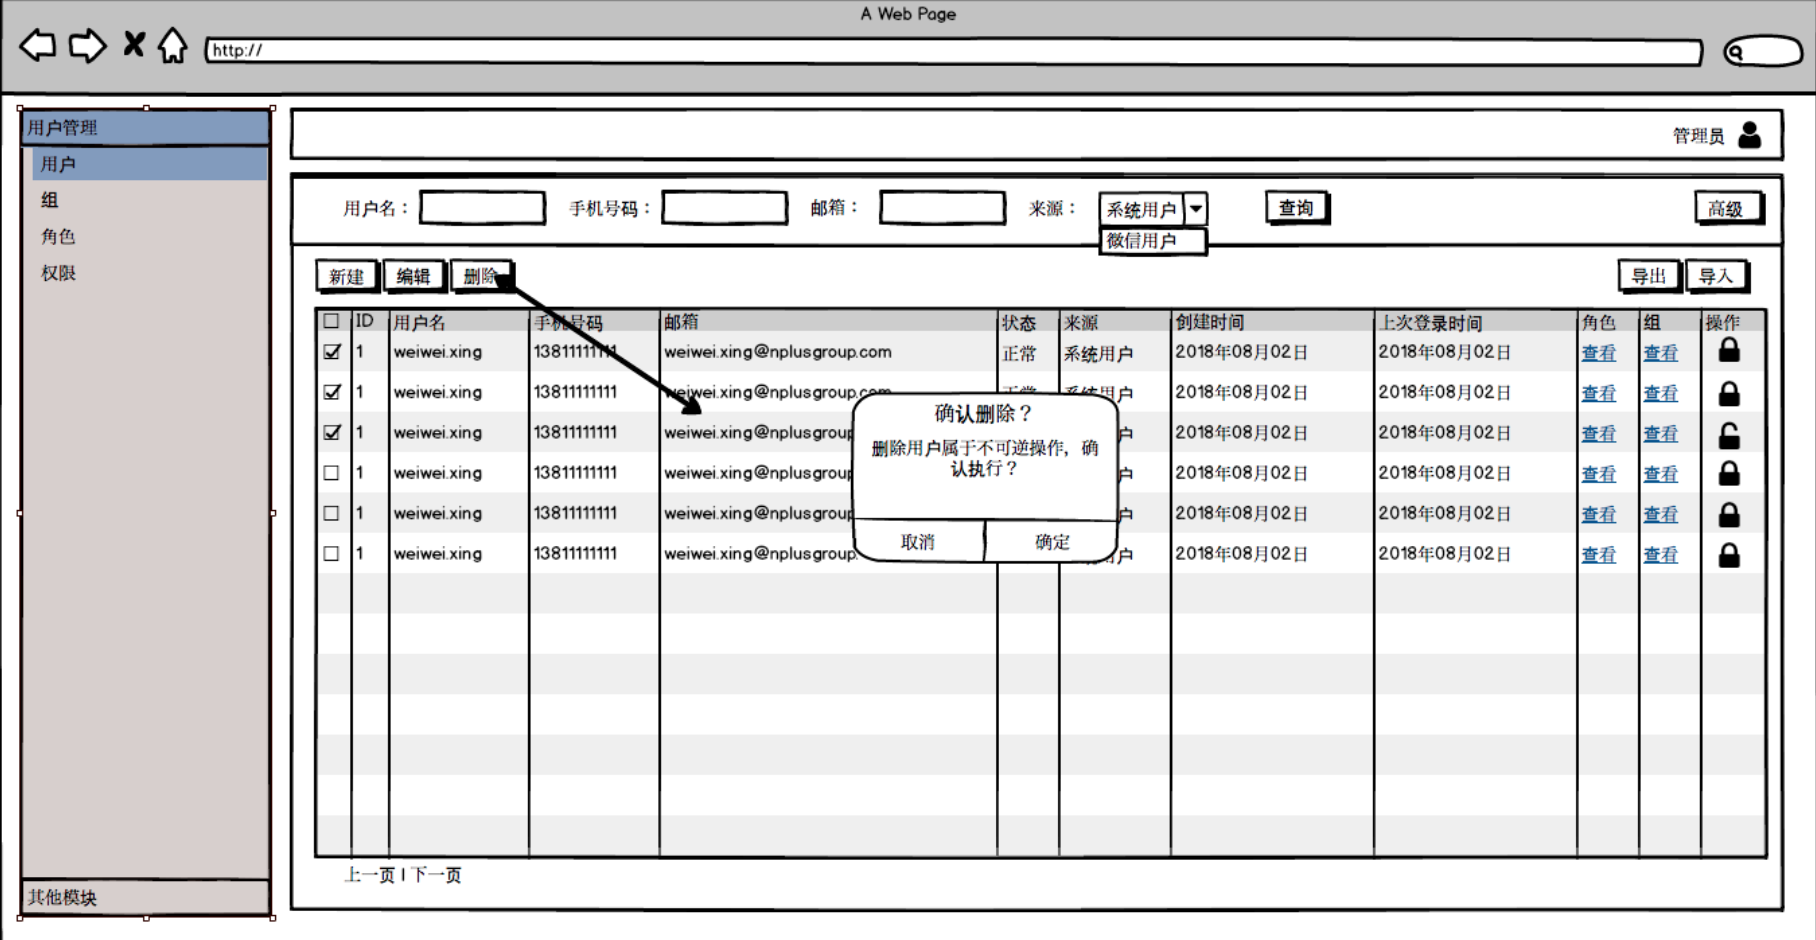 A Web Page
http://
用户管理
用户
组
角色
权限
其他模块
管理员
用户名： 手机号码： 邮箱： 来源： 系统用户 查询 高级
微信用户
新建 编辑 删除 导出 导入
ID 用户名 手机号码 邮箱 状态 来源 创建时间 上次登录时间 角色 组 操作
1 weiwei.xing 13811111111 weiwei.xing@nplusgroup.com 正常 系统用户 2018年08月02日 2018年08月02日 查看 查看
1 weiwei.xing 13811111111 weiwei.xing@nplusgroup.com 正常 系统用户 2018年08月02日 2018年08月02日 查看 查看
1 weiwei.xing 13811111111 weiwei.xing@nplusgroup 户 2018年08月02日 2018年08月02日 查看 查看
1 weiwei.xing 13811111111 weiwei.xing@nplusgroup 户 2018年08月02日 2018年08月02日 查看 查看
1 weiwei.xing 13811111111 weiwei.xing@nplusgroup 户 2018年08月02日 2018年08月02日 查看 查看
1 weiwei.xing 13811111111 weiwei.xing@nplusgroup. 户 2018年08月02日 2018年08月02日 查看 查看
确认删除？
删除用户属于不可逆操作，确
认执行？
取消 确定
上一页 | 下一页